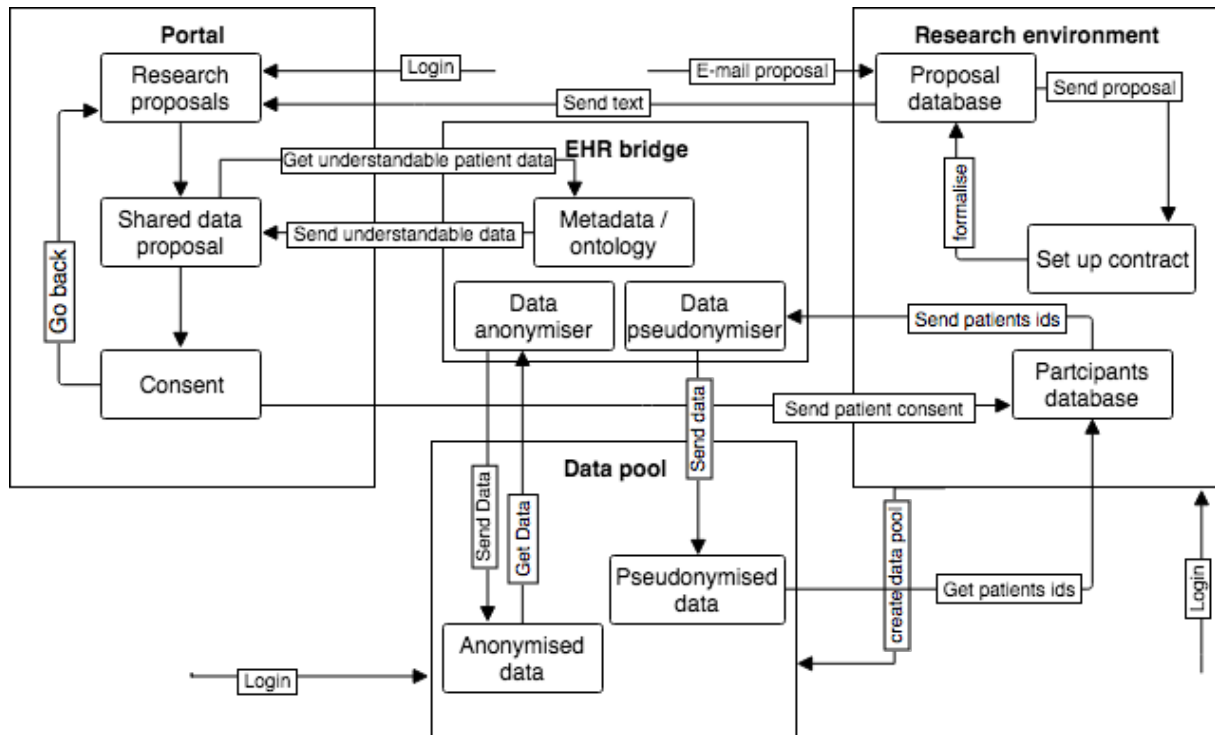 Portal
Research environment
Research
proposals
Login
E-mail proposal
Proposal
database
Send proposal
Send text
EHR bridge
Get understandable patient data
formalise
Shared data
proposal
Send understandable data
Metadata /
ontology
Set up contract
Go back
Data
anonymiser
Data
pseudonymiser
Send patients ids
Consent
Send patient consent
Partcipants
database
Send data
Data pool
Send Data
Get Data
create data pool
Login
Pseudonymised
data
Get patients ids
Anonymised
data
Login